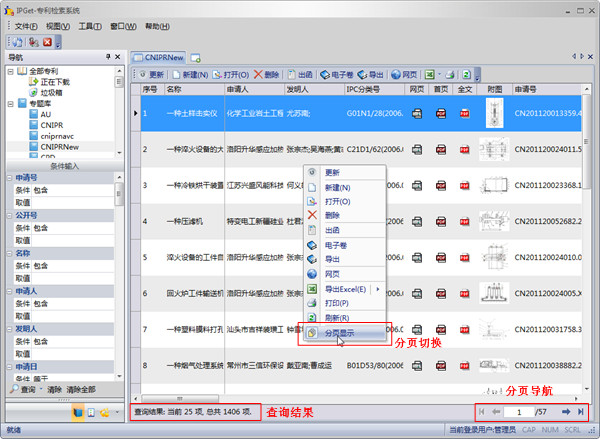 IPGet-专利检索系统
文件(F) 视图(V) 工具(T) 窗口(W) 帮助(H)
导航
全部专利
正在下载
垃圾箱
专题库
AU
CNIPR
cniprnavc
CNIPRNew
CPD
条件输入
申请号
条件 包含
取值
公开号
条件 包含
取值
名称
条件 包含
取值
申请人
条件 包含
取值
发明人
条件 包含
取值
申请日
条件 等于
查询 清除 清除全部
CNIPRNew
更新 新建(N) 打开(O) 删除 出函 电子卷 导出 网页
序号 名称 申请人 发明人 IPC分类号 网页 首页 全文 附图 申请号
1 一种土样击实仪 化学工业岩土工程 尤苏南; G01N1/28(2006. CN201120013359.4
2 一种淬火设备的大 洛阳升华感应加热 张宗杰;吴海燕;黄 C21D1/62(2006. CN201120024011.5
3 一种冷铁烘干装置 江苏兴盛风能科技 何义 CN201120023368.1
4 一种压滤机 特变电工新疆硅业 杜君 CN201120052682.2
5 淬火设备的工件自 洛阳升华感应加热 张宗 CN201120024010.0
6 回火炉工件输送机 洛阳升华感应加热 张宗 CN201120024005.X
7 一种塑料模料打孔 汕头市吉祥装璜工 钟雪 CN201120031758.3
8 一种烟气处理系统 常州市三值环保设 戴亚南;曹成运 B01D53/80(2006. CN201120043882.2
更新
新建(N)
打开(O)
删除
出函
电子卷
导出
网页
导出Excel(E)
打印(P)
刷新(R)
分页显示
分页切换
分页导航
查询结果: 当前 25 项, 总共 1406 项.
查询结果
1 /57
就绪
当前登录用户:管理员 CAP NUM SCRL